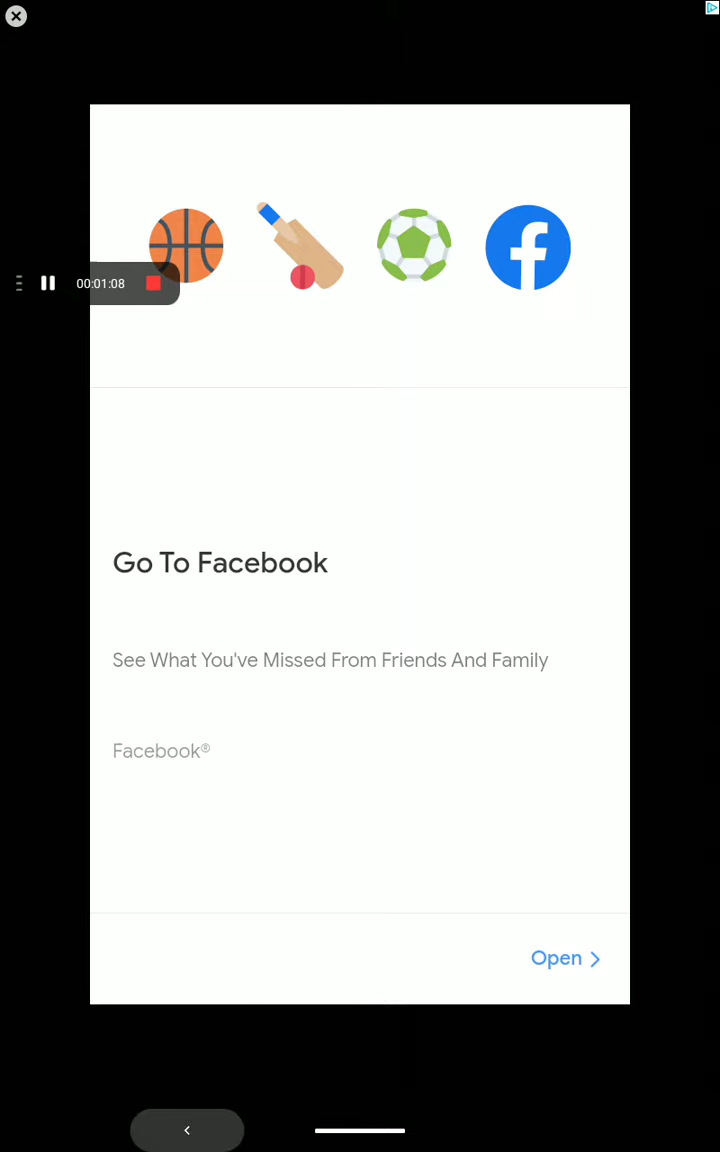 00:01:08
Go To Facebook
See What You've Missed From Friends And Family
Facebook®
Open